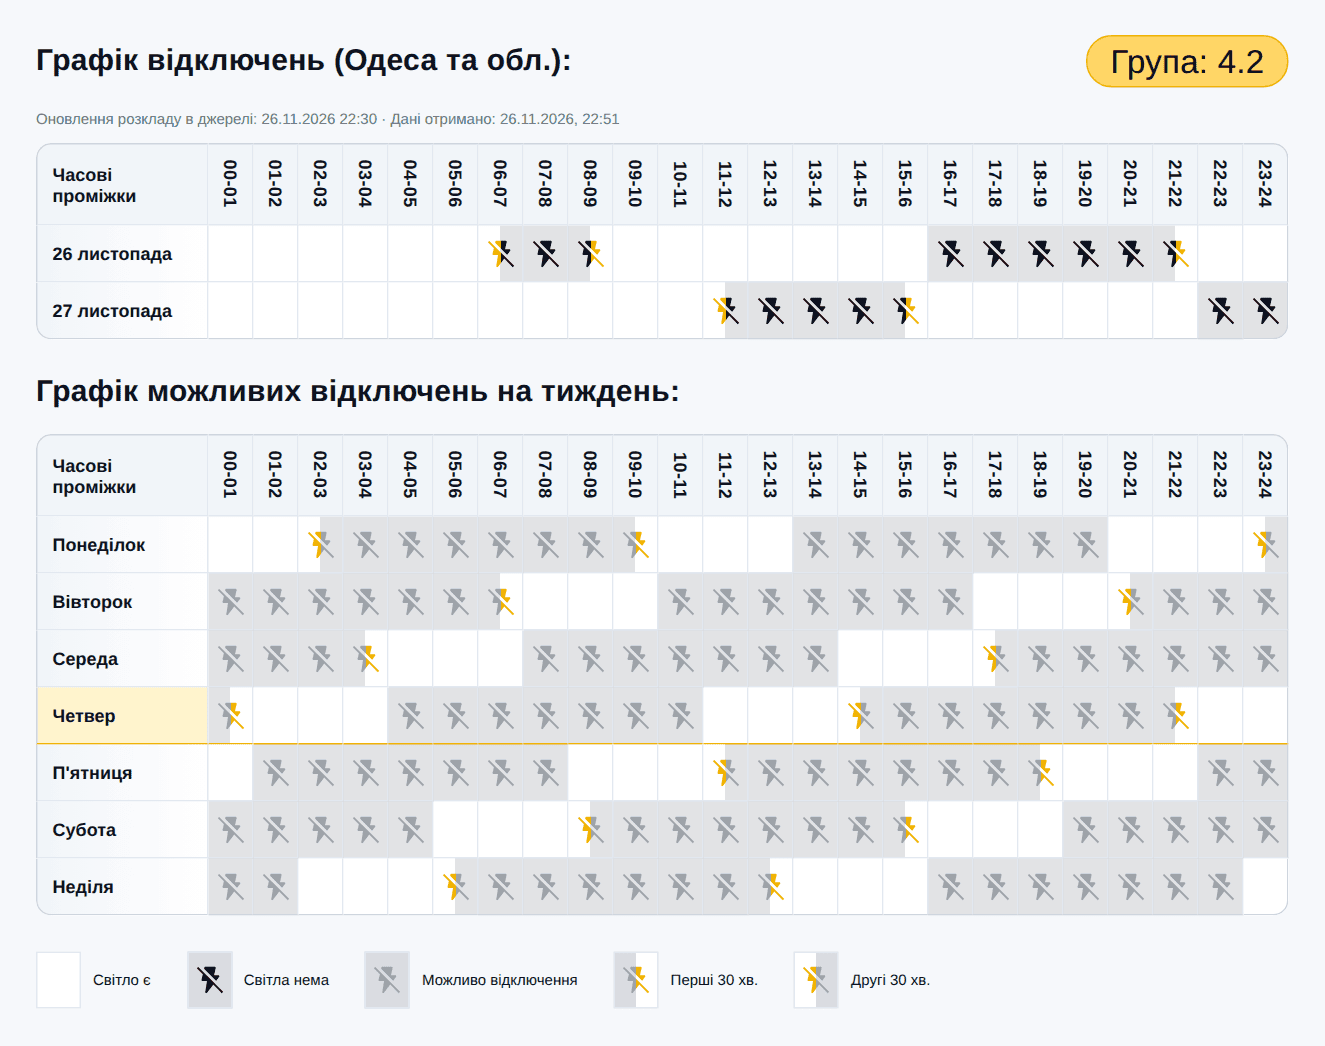 Графік відключень (Одеса та обл.):
Група: 4.2
Оновлення розкладу в джерелі: 26.11.2026 22:30 · Дані отримано: 26.11.2026, 22:51
Часові проміжки 00-01 01-02 02-03 03-04 04-05 05-06 06-07 07-08 08-09 09-10 10-11 11-12 12-13 13-14 14-15 15-16 16-17 17-18 18-19 19-20 20-21 21-22 22-23 23-24
26 листопада
27 листопада
Графік можливих відключень на тиждень:
Часові проміжки 00-01 01-02 02-03 03-04 04-05 05-06 06-07 07-08 08-09 09-10 10-11 11-12 12-13 13-14 14-15 15-16 16-17 17-18 18-19 19-20 20-21 21-22 22-23 23-24
Понеділок
Вівторок
Середа
Четвер
П'ятниця
Субота
Неділя
Світло є Світла нема Можливо відключення Перші 30 хв. Другі 30 хв.